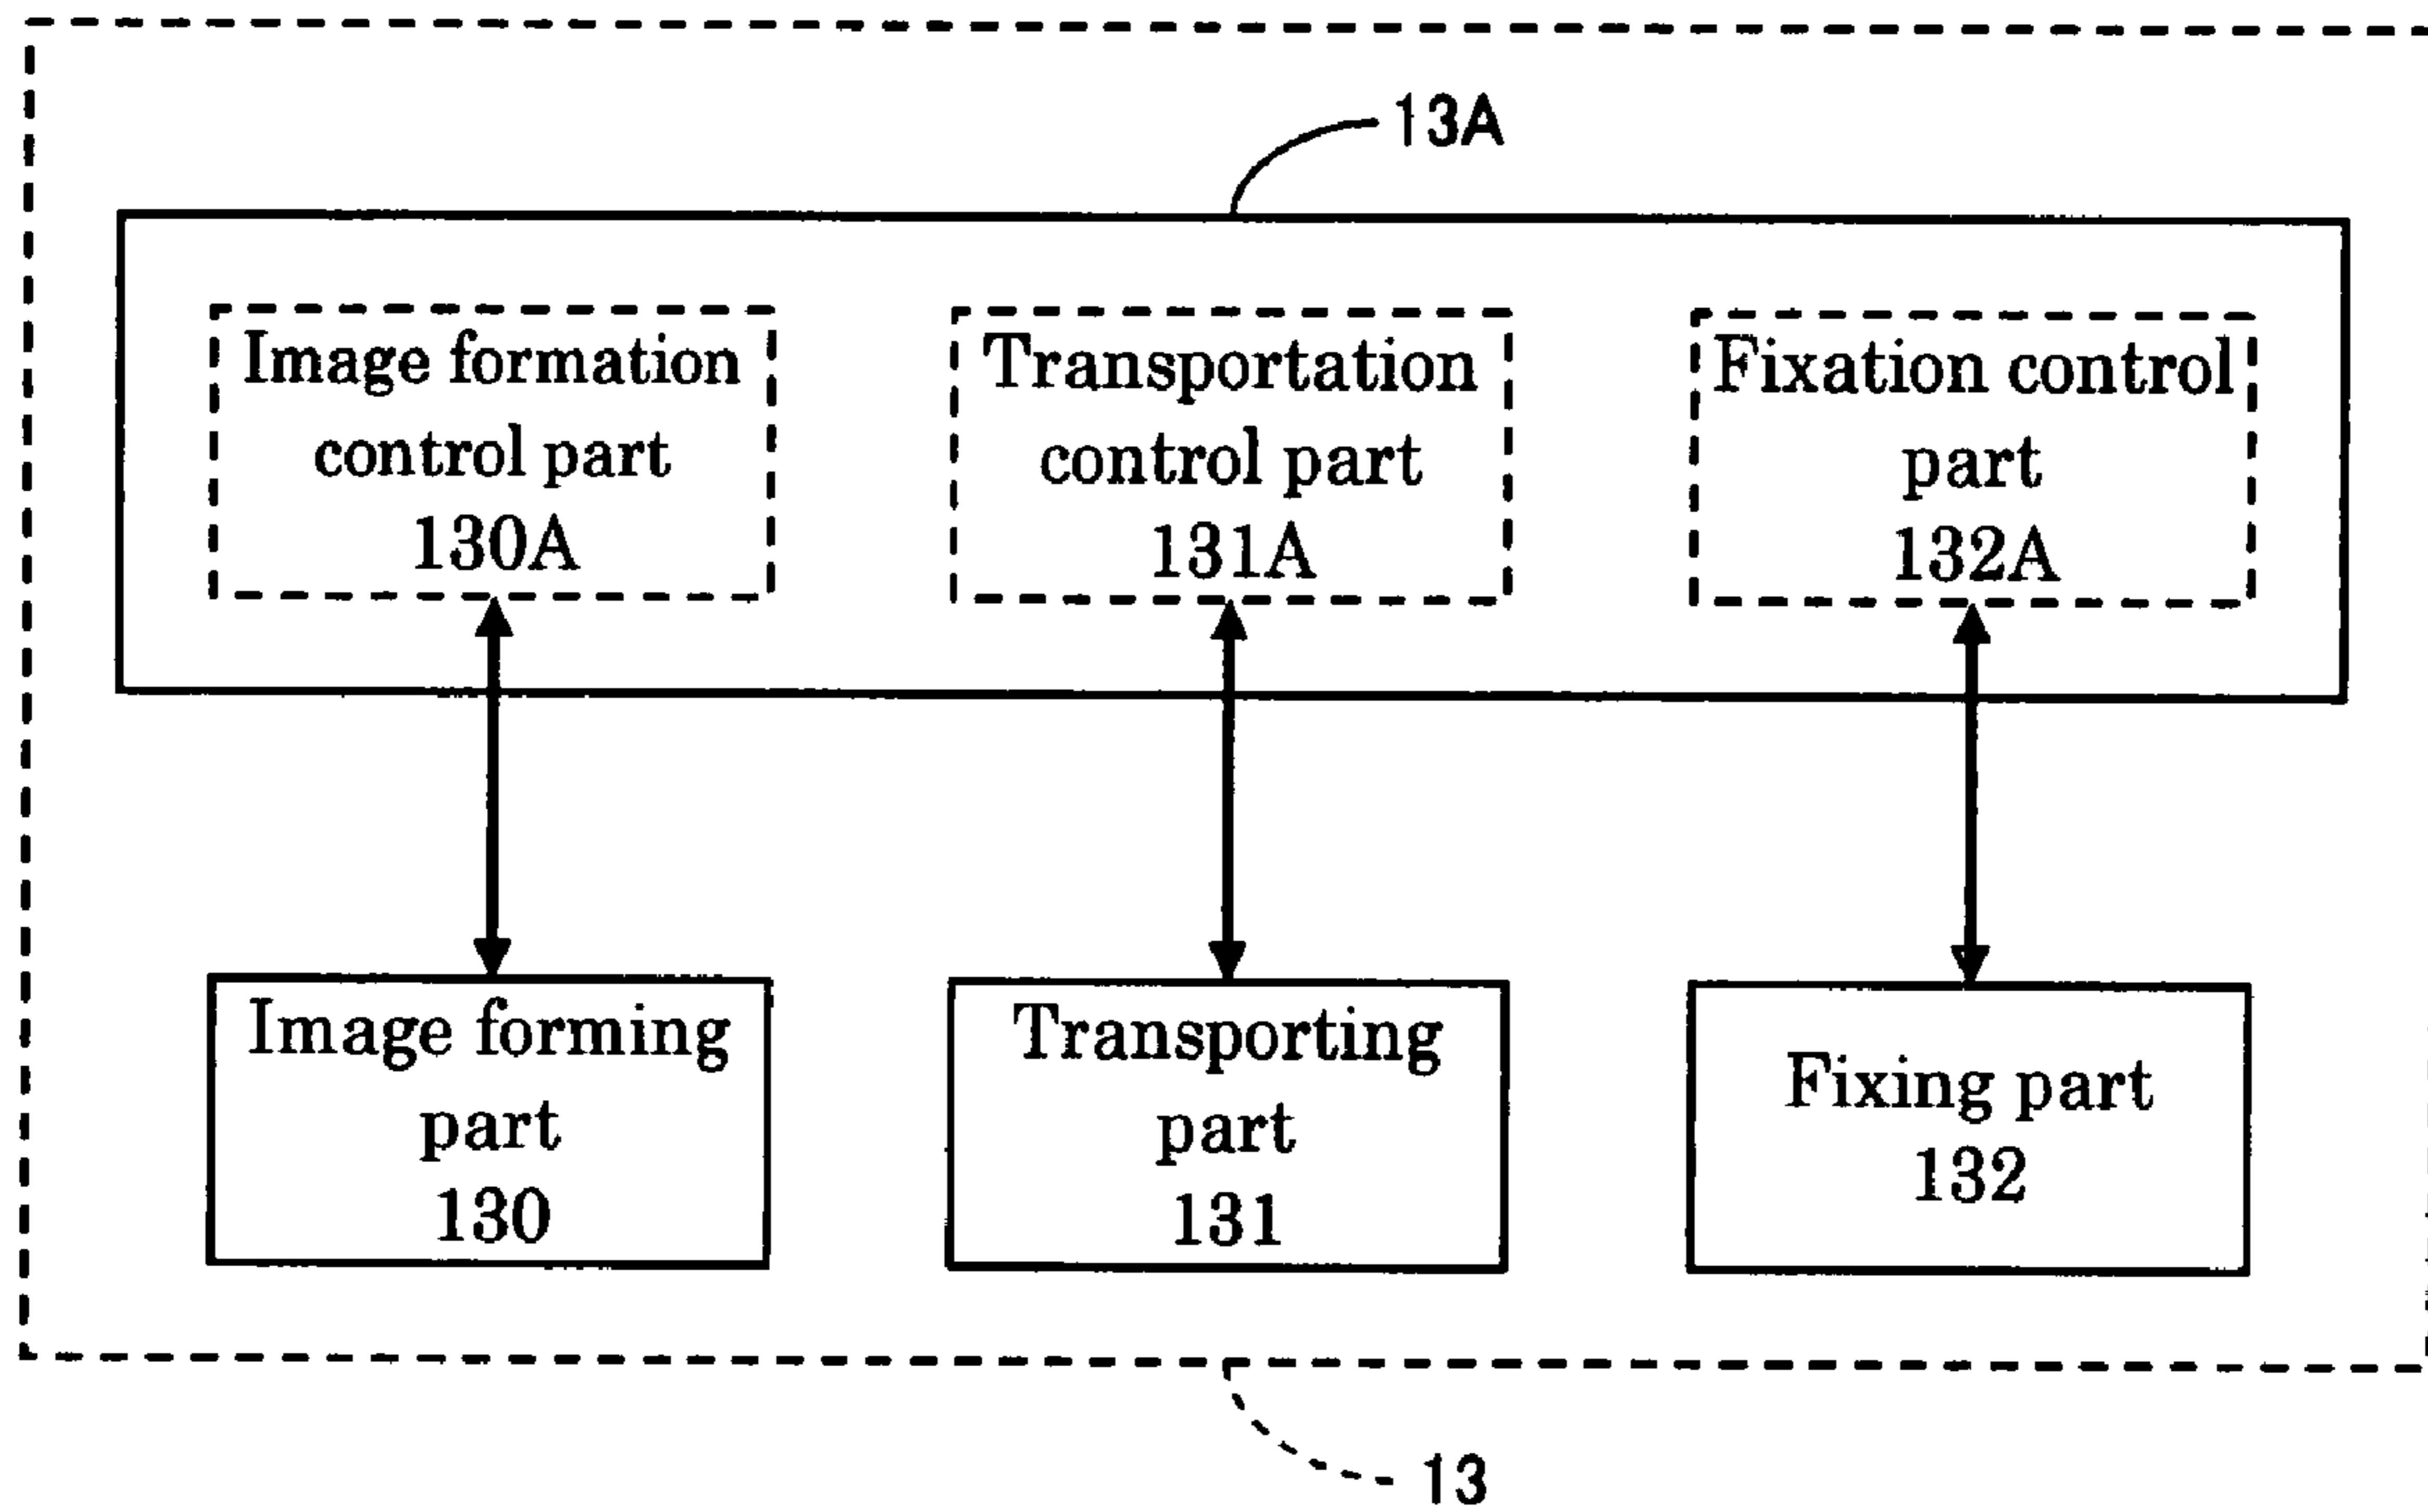 13A
Image formation
control part
130A
Transportation
control part
131A
Fixation control
part
132A
Image forming
part
130
Transporting
part
131
Fixing part
132
13